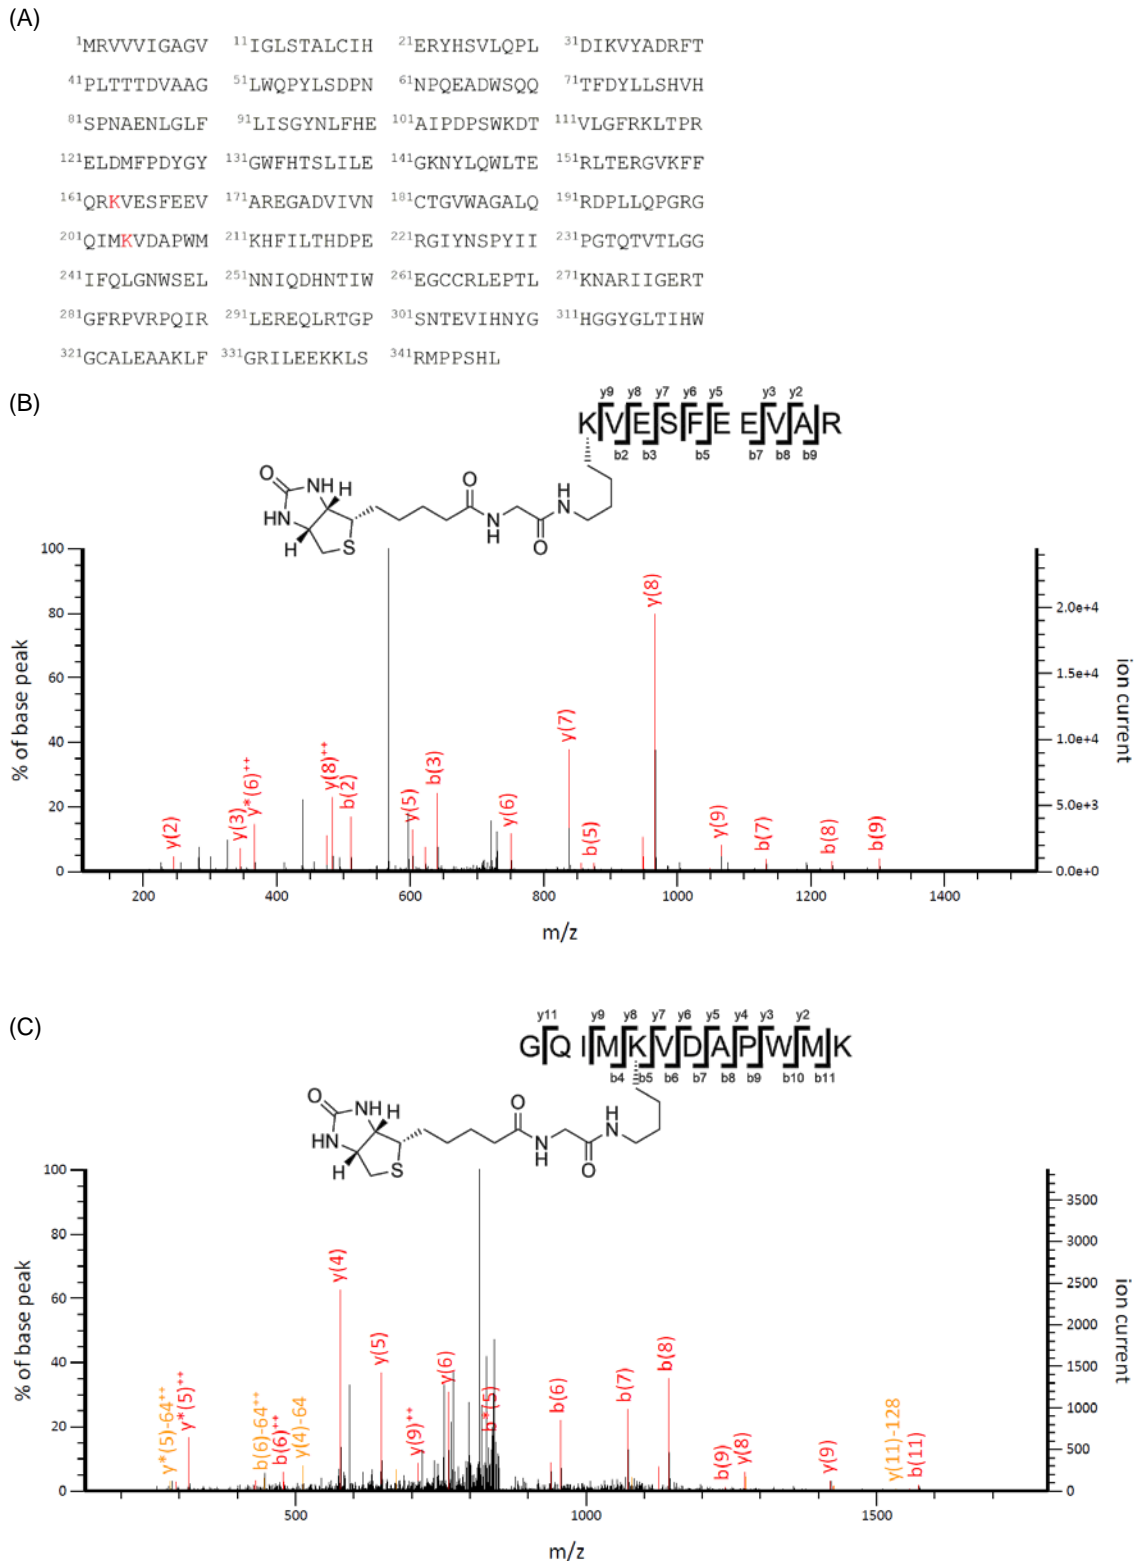 (A)
1MRVVVIGAGV 11IGLSTALCIH 21ERYHSVLQPL 31DIKVYADRFT
41PLTTTDVAAG 51LWQPYLSDPN 61NPQEADWSQQ 71TFDYLLSHVH
81SPNAENLGLF 91LISGYNLFHE 101AIPDPSWKDT 111VLGFRKLTPR
121ELDMFPDYGY 131GWFHTSLILE 141GKNYLQWLTE 151RLTERGVKFF
161QRKVESFEEV 171AREGADVIVN 181CTGVWAGALQ 191RDPLLQPGRG
201QIMKVDAPWM 211KHFILTHDPE 221RGIYNSPYII 231PGTQTVTLGG
241IFQLGNWSEL 251NNIQDHNTIW 261EGCCRLEPTL 271KNARIIGERT
281GFRPVRPQIR 291LEREQLRTGP 301SNTEVIHNYG 311HGGYGLTIHW
321GCALEAAKLF 331GRILEEKKLS 341RMPPSHL
(B)
y9 y8 y7 y6 y5 y3 y2
KVESFEEVAR
b2 b3 b5 b7 b8 b9
O NH H HN H S O N H O H N
100 80 60 40 20 0
% of base peak
y(2) y(3) y*(6)++ y(8)++ b(2) y(5) b(3) y(6) y(7) b(5) y(8) y(9) b(7) b(8) b(9)
2.0e+4 1.5e+4 1.0e+4 5.0e+3 0.0e+0
ion current
200 400 600 800 1000 1200 1400
m/z
(C)
y11 y9 y8 y7 y6 y5 y4 y3 y2
GQIMKVDAPWMK
b4 b5 b6 b7 b8 b9 b10 b11
O NH H HN H S O N H O H N
100 80 60 40 20 0
% of base peak
y*(5)-64++ y*(5)++ b(6)-64++ b(6)++ y(4)-64 y(4) y(5) y(9)++ y(6) b*(5) b(6) b(7) b(8) b(9) y(8) y(9) y(11)-128 b(11)
3500 3000 2500 2000 1500 1000 500 0
ion current
500 1000 1500
m/z